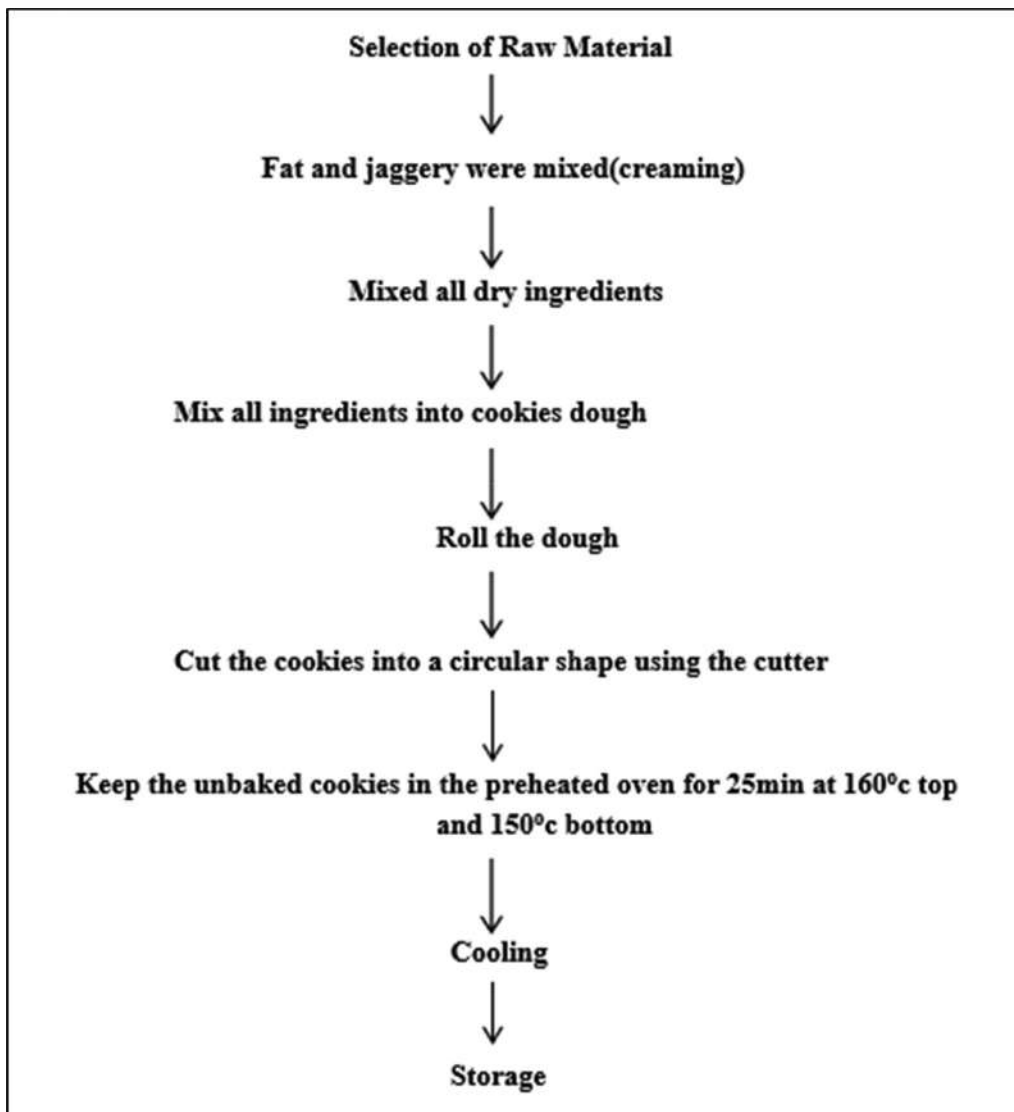 Selection of Raw Material
Fat and jaggery were mixed(creaming)
Mixed all dry ingredients
Mix all ingredients into cookies dough
Roll the dough
Cut the cookies into a circular shape using the cutter
Keep the unbaked cookies in the preheated oven for 25min at 160⁰c top
and 150⁰c bottom
Cooling
Storage